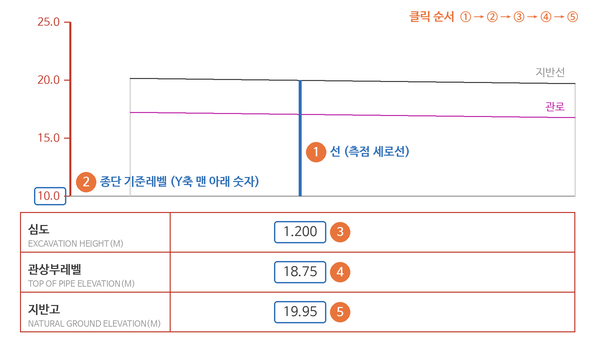 클릭 순서 ① → ② → ③ → ④ → ⑤
25.0
20.0
15.0
10.0
지반선
관로
1 선 (측점 세로선)
2 종단 기준레벨 (Y축 맨 아래 숫자)
심도
EXCAVATION HEIGHT(M)
1.200 3
관상부레벨
TOP OF PIPE ELEVATION(M)
18.75 4
지반고
NATURAL GROUND ELEVATION(M)
19.95 5